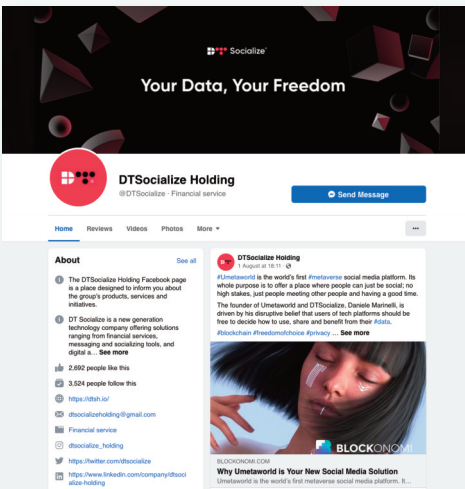 Socialize
Your Data, Your Freedom
DTSocialize Holding
@DTSocialize · Financial service
Send Message
Home Reviews Videos Photos More
About See all
The DTSocialize Holding Facebook page
is a place designed to inform you about
the group's products, services and
initiatives.
DT Socialize is a new generation
technology company offering solutions
ranging from financial services,
messaging and socializing tools, and
digital a... See more
2,692 people like this
3,524 people follow this
https://dtsh.io/
dtsocializeholding@gmail.com
Financial service
dtsocialize_holding
https://twitter.com/dtsocialize
https://www.linkedin.com/company/dtsoci
alize-holding
DTSocialize Holding
1 August at 18:11
#Umetaworld is the world's first #metaverse social media platform. Its
whole purpose is to offer a place where people can just be social; no
high stakes, just people meeting other people and having a good time.
The founder of Umetaworld and DTSocialize, Daniele Marinelli, is
driven by his disruptive belief that users of tech platforms should be
free to decide how to use, share and benefit from their #data.
#blockchain #freedomofchoice #privacy ... See more
BLOCKONOMI
BLOCKONOMI.COM
Why Umetaworld is Your New Social Media Solution
Umetaworld is the world's first metaverse social media platform. It...